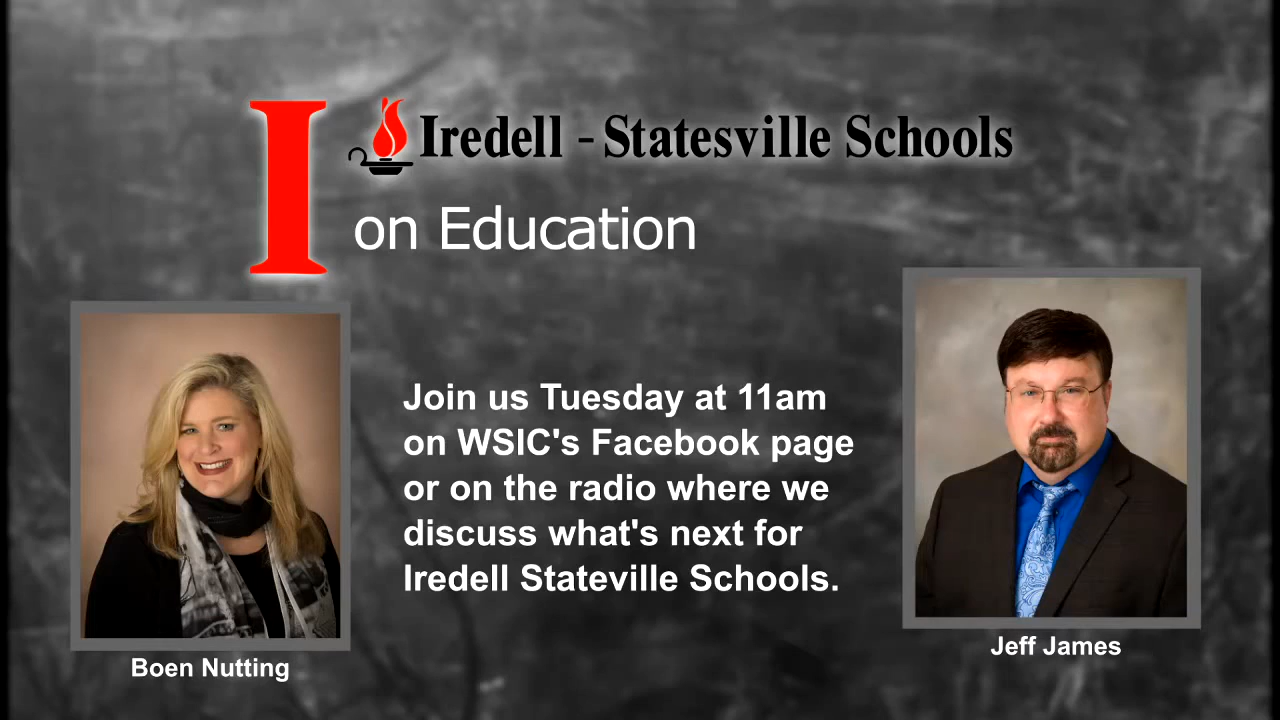 I
Iredell - Statesville Schools
on Education
Join us Tuesday at 11am
on WSIC's Facebook page
or on the radio where we
discuss what's next for
Iredell Stateville Schools.
Boen Nutting
Jeff James